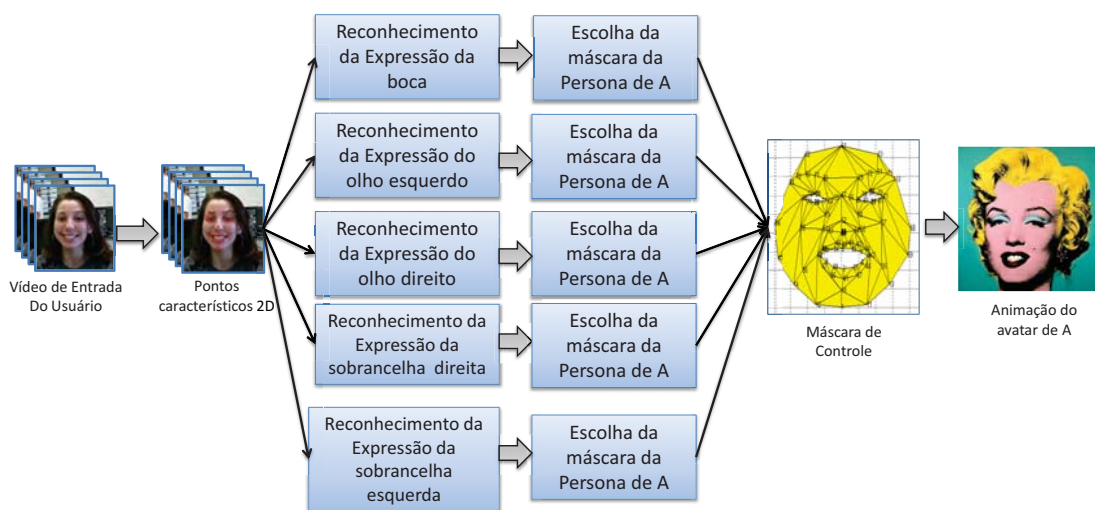 Vídeo de Entrada
Do Usuário
Pontos
característicos 2D
Reconhecimento
da Expressão da
boca
Escolha da
máscara da
Persona de A
Reconhecimento
da Expressão do
olho esquerdo
Escolha da
máscara da
Persona de A
Reconhecimento
da Expressão do
olho direito
Escolha da
máscara da
Persona de A
Reconhecimento da
Expressão da
sobrancelha direita
Escolha da
máscara da
Persona de A
Reconhecimento da
Expressão da
sobrancelha
esquerda
Escolha da
máscara da
Persona de A
Máscara de
Controle
Animação do
avatar de A